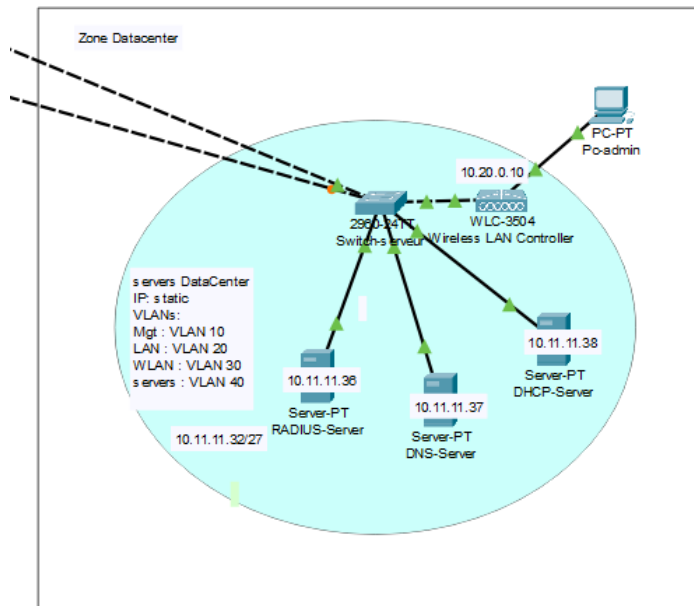 Zone Datacenter
PC-PT
Pc-admin
10.20.0.10
2960-24TT
Switch-serveur
WLC-3504
Wireless LAN Controller
servers DataCenter
IP: static
VLANs:
Mgt : VLAN 10
LAN : VLAN 20
WLAN : VLAN 30
servers : VLAN 40
10.11.11.38
Server-PT
DHCP-Server
10.11.11.36
Server-PT
RADIUS-Server
10.11.11.37
Server-PT
DNS-Server
10.11.11.32/27